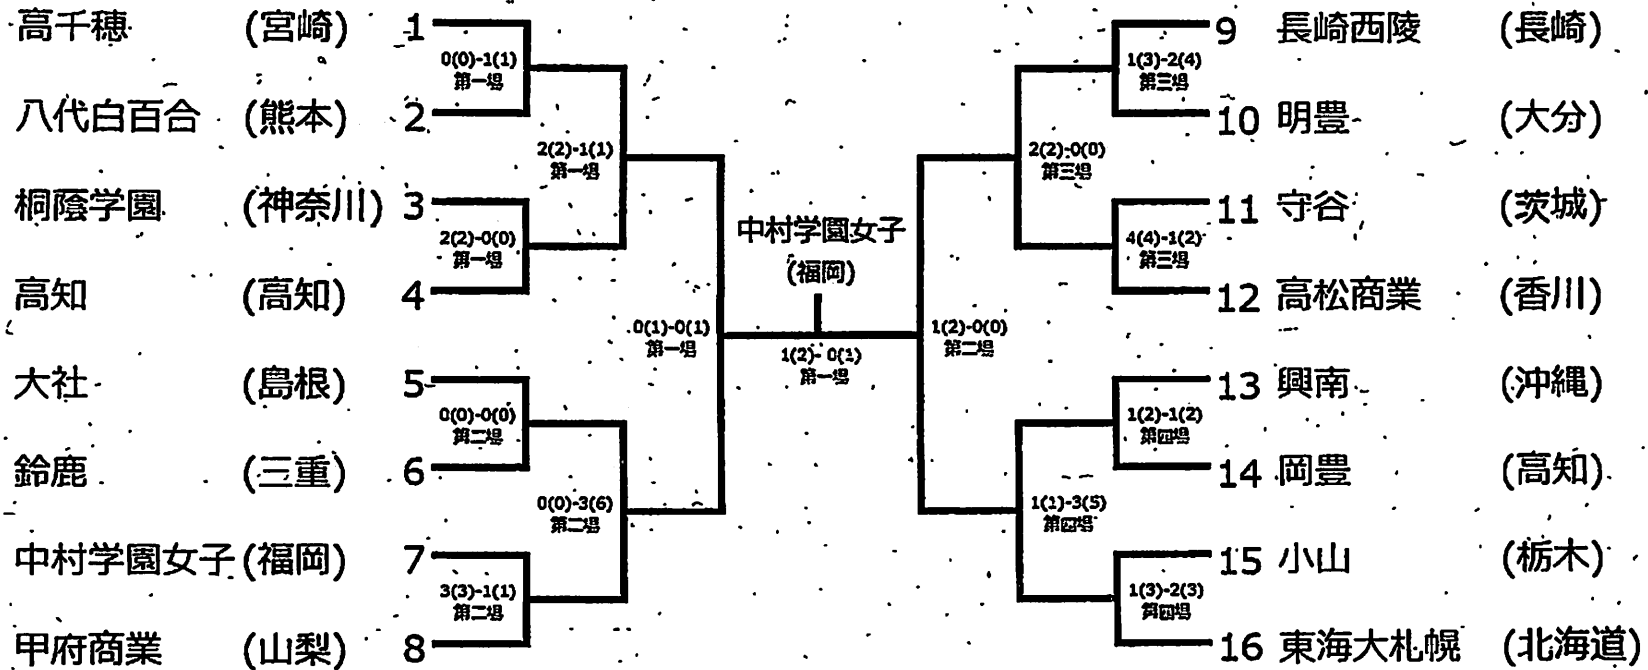 高千穂 (宮崎) 1
0(0)-1(1)
第一場
八代白百合 (熊本) 2
2(2)-1(1)
第一場
桐蔭学園 (神奈川) 3
2(2)-0(0)
第一場
高知 (高知) 4
0(1)-0(1)
第一場
大社 (島根) 5
0(0)-0(0)
第二場
鈴鹿 (三重) 6
0(0)-3(6)
第二場
中村学園女子 (福岡) 7
3(3)-1(1)
第二場
甲府商業 (山梨) 8
中村学園女子
(福岡)
1(2)-0(1)
第一場
9 長崎西陵 (長崎)
1(3)-2(4)
第三場
10 明豊 (大分)
2(2)-0(0)
第三場
11 守谷 (茨城)
4(4)-1(2)
第三場
12 高松商業 (香川)
1(2)-0(0)
第二場
13 興南 (沖縄)
1(2)-1(2)
第四場
14 岡豊 (高知)
1(1)-3(5)
第四場
15 小山 (栃木)
1(3)-2(3)
第四場
16 東海大札幌 (北海道)